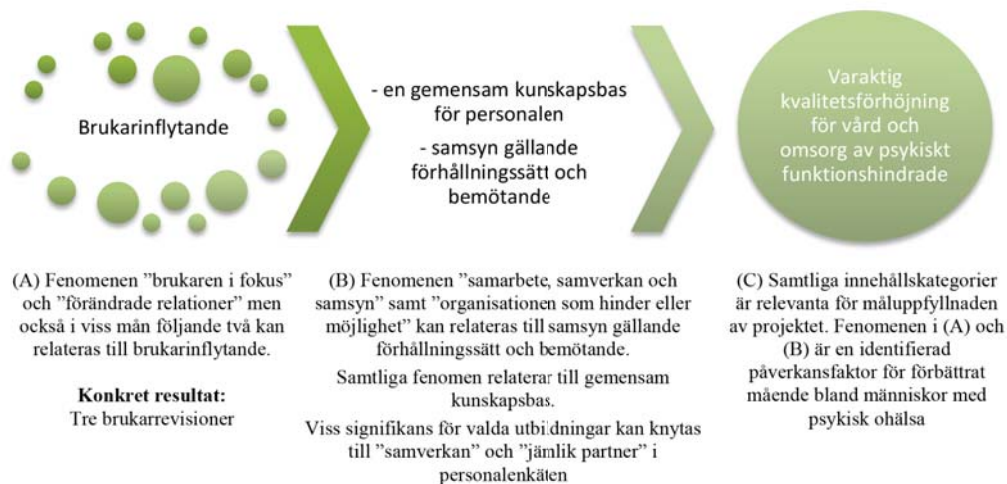 Brukarinflytande
- en gemensam kunskapsbas
för personalen
- samsyn gällande
förhållningssätt och
bemötande
Varaktig
kvalitetsförhöjning
för vård och
omsorg av psykiskt
funktionshindrade
(A) Fenomenen ”brukaren i fokus”
och ”förändrade relationer” men
också i viss mån följande två kan
relateras till brukarinflytande.
Konkret resultat:
Tre brukarrevisioner
(B) Fenomenen ”samarbete, samverkan och
samsyn” samt ”organisationen som hinder eller
möjlighet” kan relateras till samsyn gällande
förhållningssätt och bemötande.
Samtliga fenomen relaterar till gemensam
kunskapsbas.
Viss signifikans för valda utbildningar kan knytas
till ”samverkan” och ”jämlik partner” i
personalenkäten
(C) Samtliga innehållskategorier
är relevanta för måluppfyllnaden
av projektet. Fenomenen i (A) och
(B) är en identifierad
påverkansfaktor för förbättrat
mående bland människor med
psykisk ohälsa